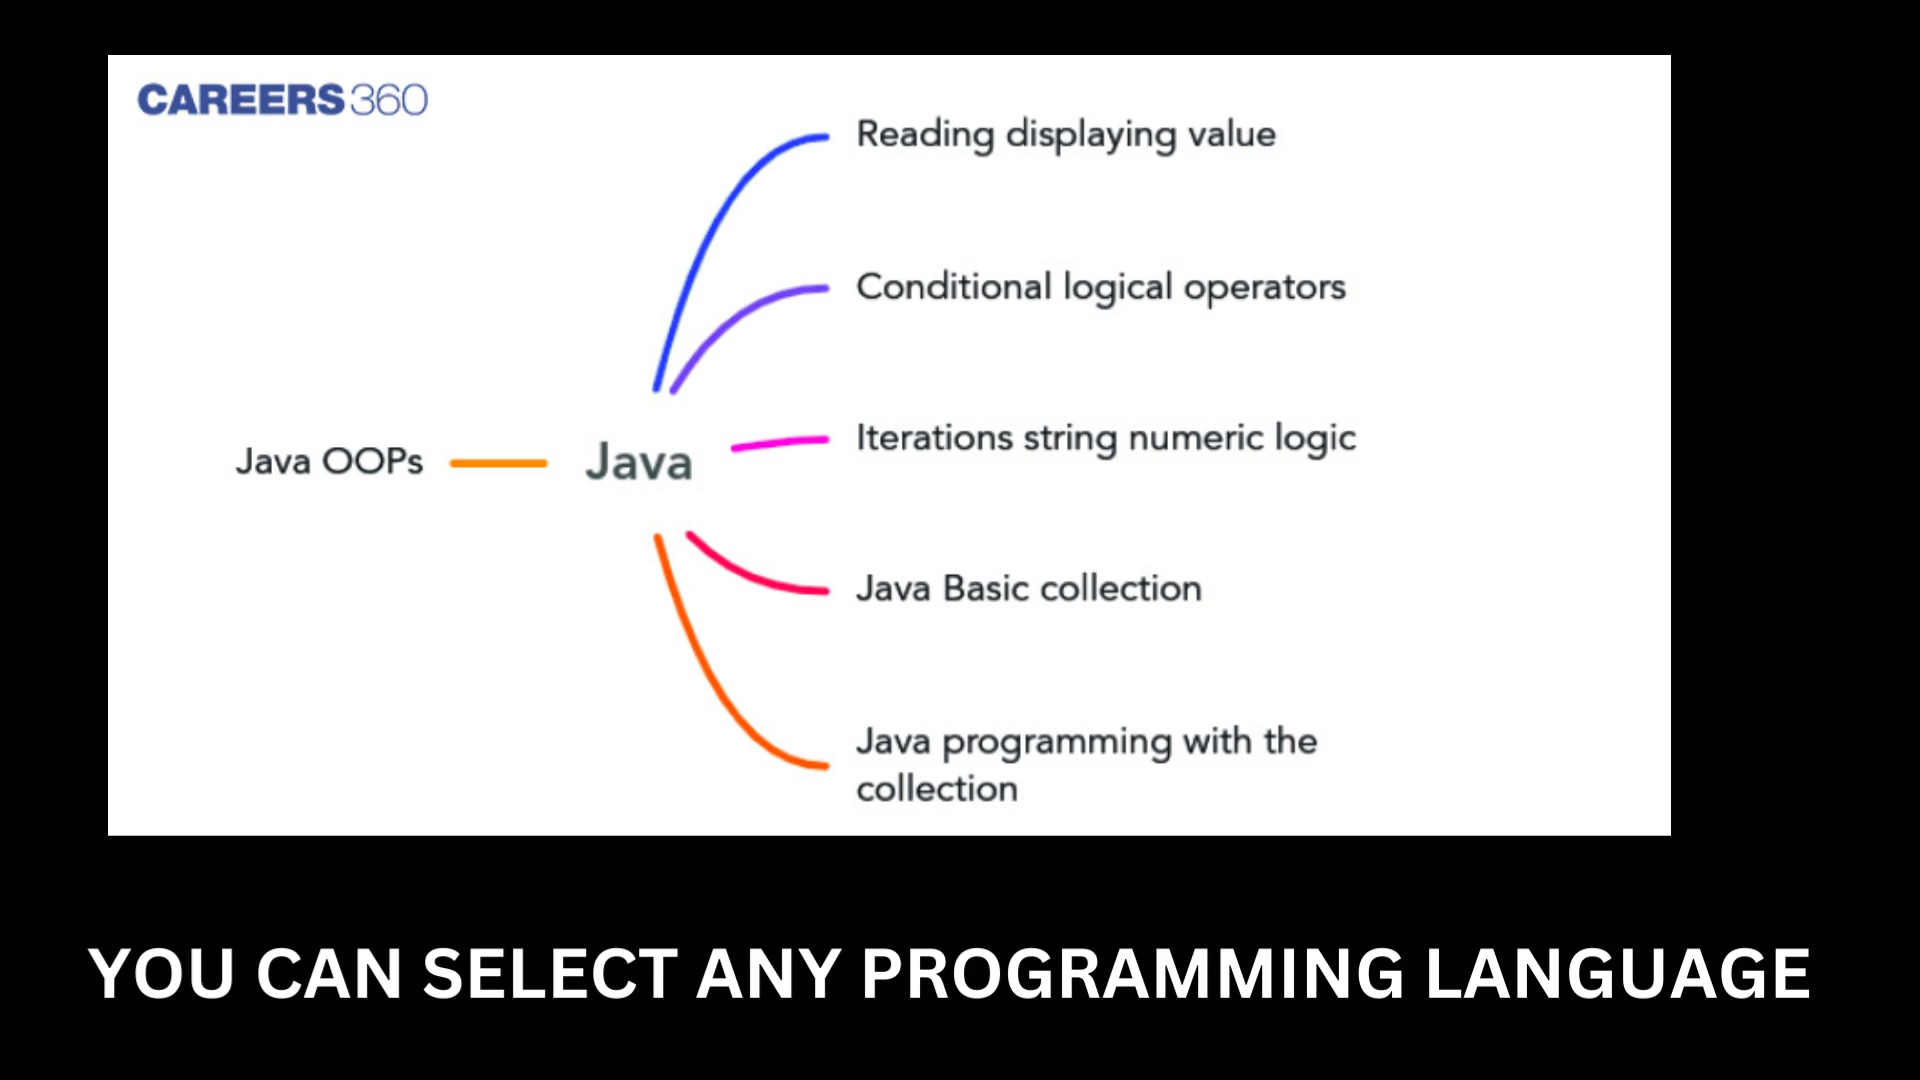 CAREERS360
Reading displaying value
Conditional logical operators
Iterations string numeric logic
Java OOPs
Java
Java Basic collection
Java programming with the
collection
YOU CAN SELECT ANY PROGRAMMING LANGUAGE